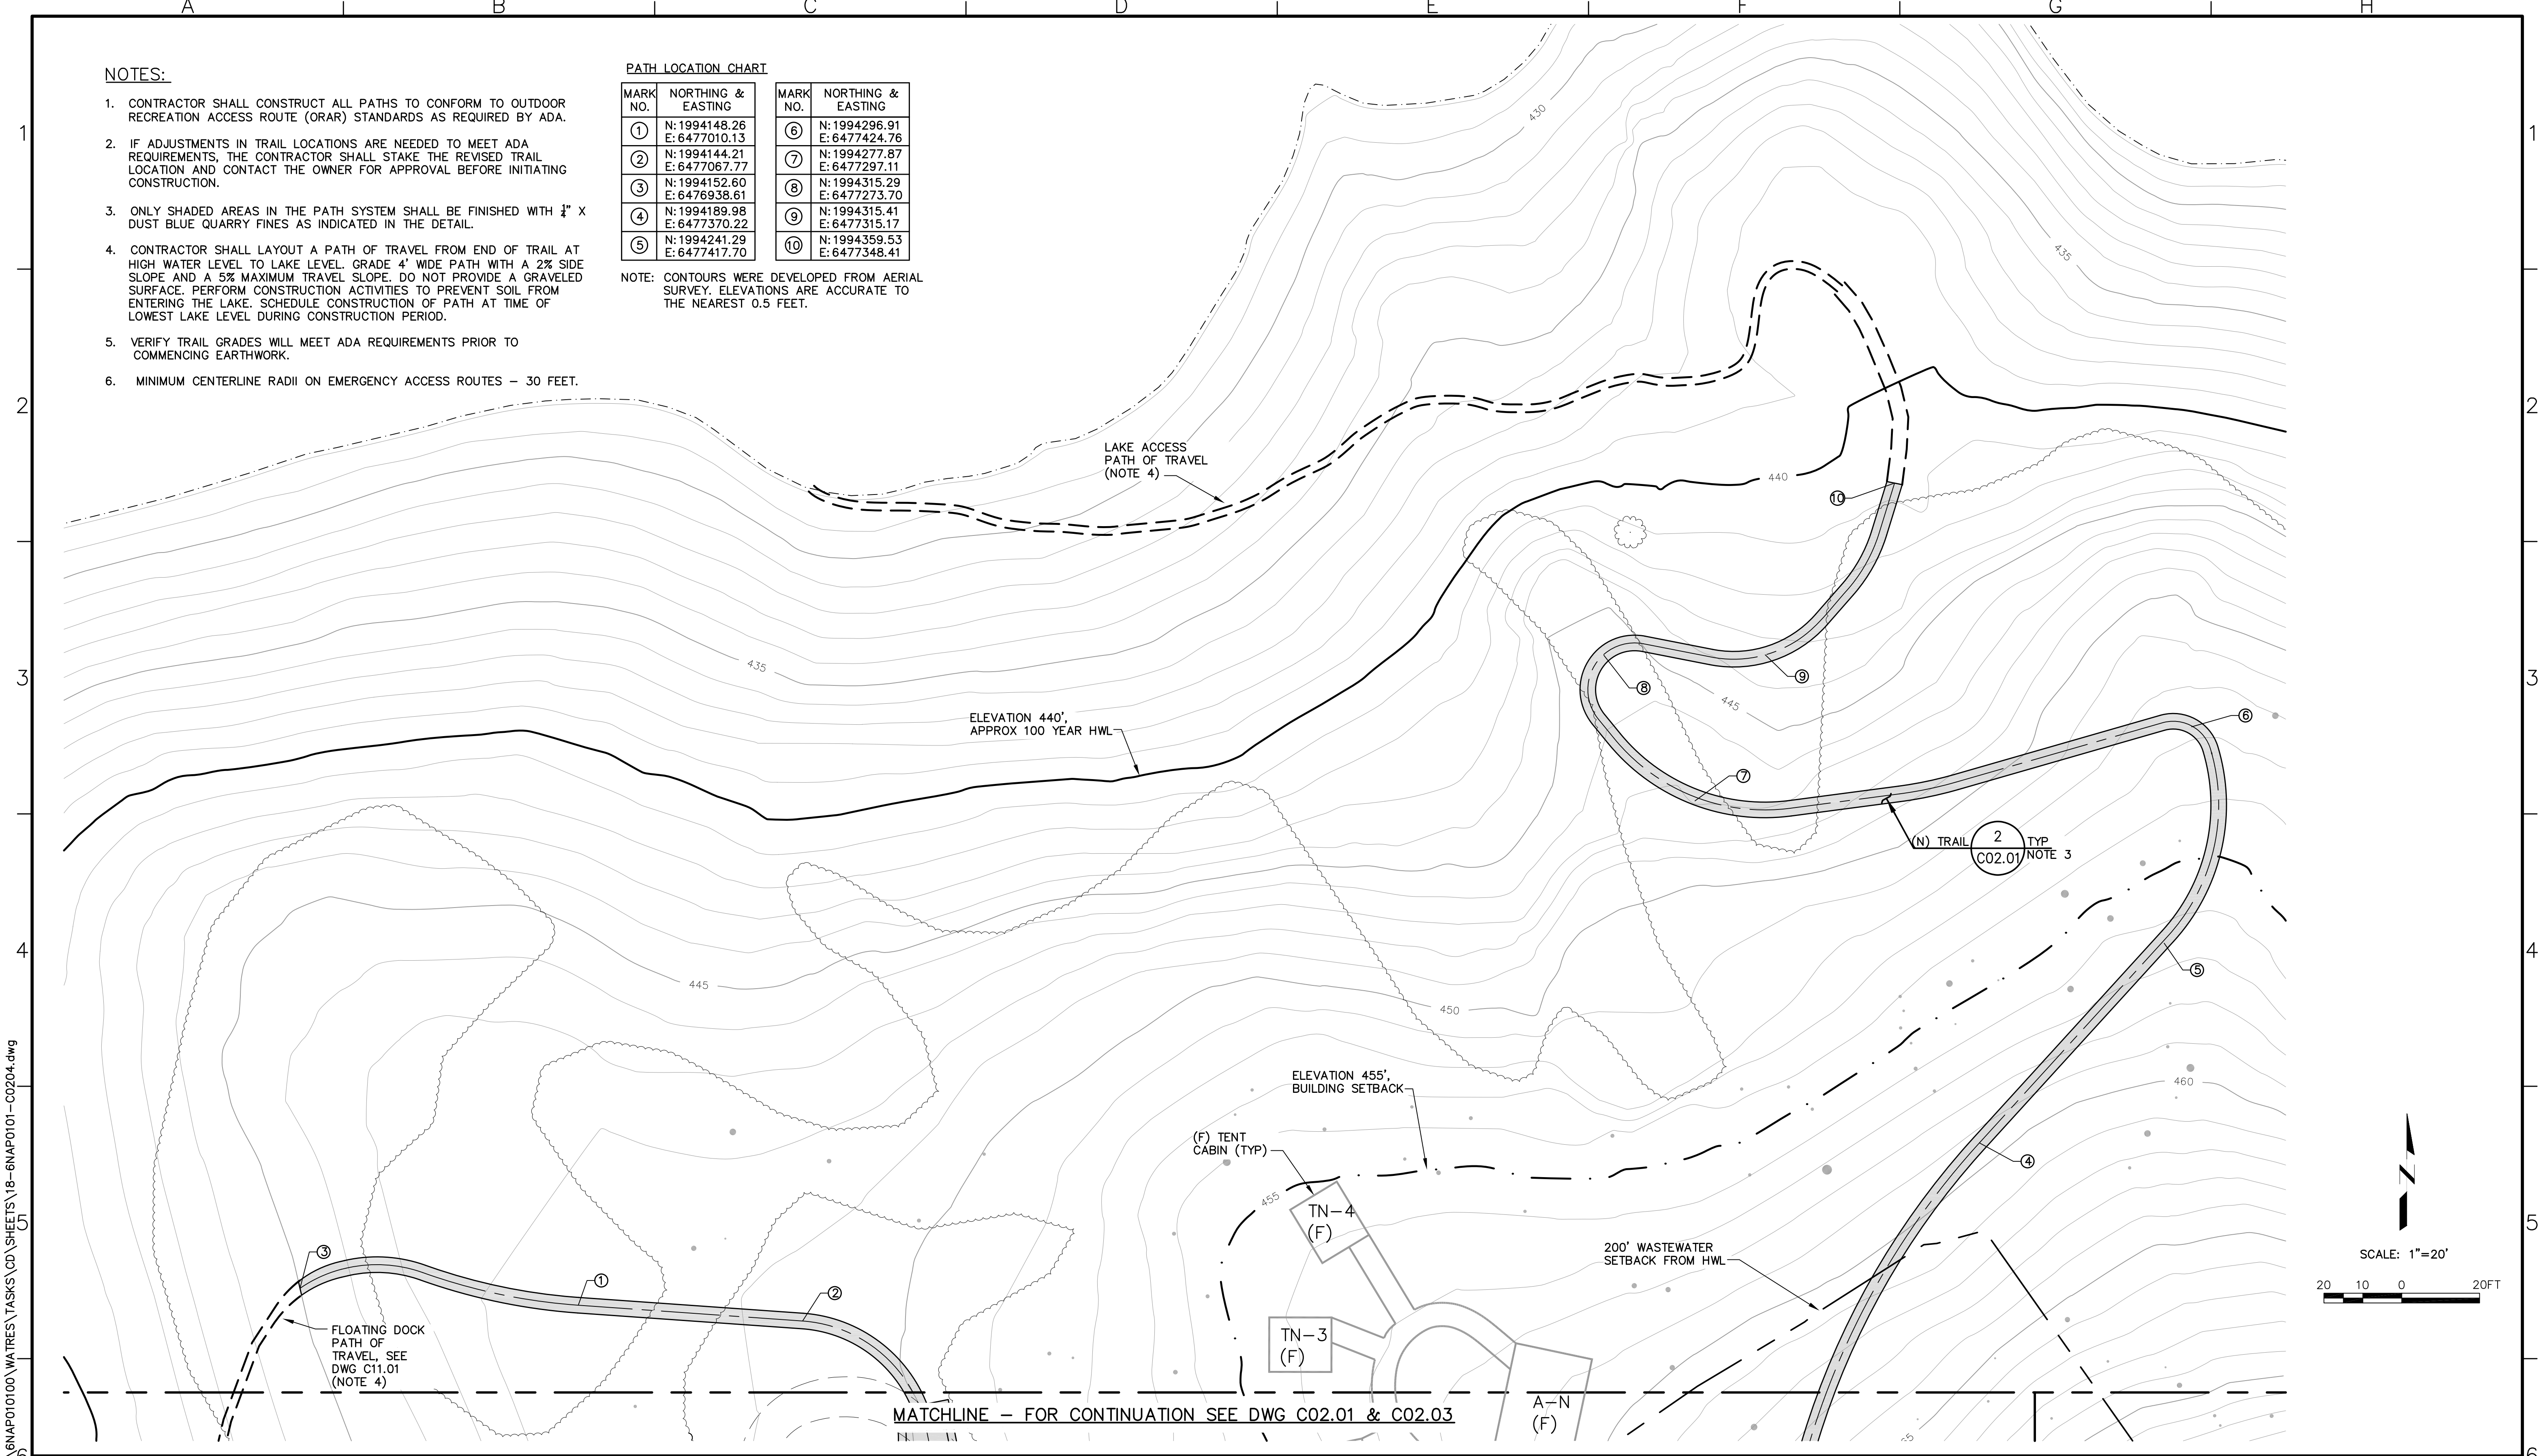 A B C D E F G H
NOTES:
1. CONTRACTOR SHALL CONSTRUCT ALL PATHS TO CONFORM TO OUTDOOR
RECREATION ACCESS ROUTE (ORAR) STANDARDS AS REQUIRED BY ADA.
2. IF ADJUSTMENTS IN TRAIL LOCATIONS ARE NEEDED TO MEET ADA
REQUIREMENTS, THE CONTRACTOR SHALL STAKE THE REVISED TRAIL
LOCATION AND CONTACT THE OWNER FOR APPROVAL BEFORE INITIATING
CONSTRUCTION.
3. ONLY SHADED AREAS IN THE PATH SYSTEM SHALL BE FINISHED WITH " X
DUST BLUE QUARRY FINES AS INDICATED IN THE DETAIL.
4. CONTRACTOR SHALL LAYOUT A PATH OF TRAVEL FROM END OF TRAIL AT
HIGH WATER LEVEL TO LAKE LEVEL. GRADE 4' WIDE PATH WITH A 2% SIDE
SLOPE AND A 5% MAXIMUM TRAVEL SLOPE. DO NOT PROVIDE A GRAVELED
SURFACE. PERFORM CONSTRUCTION ACTIVITIES TO PREVENT SOIL FROM
ENTERING THE LAKE. SCHEDULE CONSTRUCTION OF PATH AT TIME OF
LOWEST LAKE LEVEL DURING CONSTRUCTION PERIOD.
5. VERIFY TRAIL GRADES WILL MEET ADA REQUIREMENTS PRIOR TO
COMMENCING EARTHWORK.
6. MINIMUM CENTERLINE RADII ON EMERGENCY ACCESS ROUTES – 30 FEET.
PATH LOCATION CHART
MARK NORTHING &
NO. EASTING
1 N:1994148.26
E:6477010.13
2 N:1994144.21
E:6477067.77
3 N:1994152.60
E:6476938.61
4 N:1994189.98
E:6477370.22
5 N:1994241.29
E:6477417.70
MARK NORTHING &
NO. EASTING
6 N:1994296.91
E:6477424.76
7 N:1994277.87
E:6477297.11
8 N:1994315.29
E:6477273.70
9 N:1994315.41
E:6477315.17
10 N:1994359.53
E:6477348.41
NOTE: CONTOURS WERE DEVELOPED FROM AERIAL
SURVEY. ELEVATIONS ARE ACCURATE TO
THE NEAREST 0.5 FEET.
1
1
430
435
2
2
LAKE ACCESS
PATH OF TRAVEL
(NOTE 4)
440
10
3
3
435
8
9
445
ELEVATION 440',
APPROX 100 YEAR HWL
6
7
(N) TRAIL
2
C02.01
TYP
NOTE 3
4
4
5
445
450
ELEVATION 455',
BUILDING SETBACK
460
(F) TENT
CABIN (TYP)
4
455
5
5
TN-4
(F)
200' WASTEWATER
SETBACK FROM HWL
SCALE: 1"=20'
20 10 0 20FT
N
3
1
2
FLOATING DOCK
PATH OF
TRAVEL, SEE
DWG C11.01
(NOTE 4)
TN-3
(F)
A-N
(F)
MATCHLINE – FOR CONTINUATION SEE DWG C02.01 & C02.03
\6NAP010100\WATRES\TASKS\CD\SHEETS\18-6NAP0101-C0204.dwg